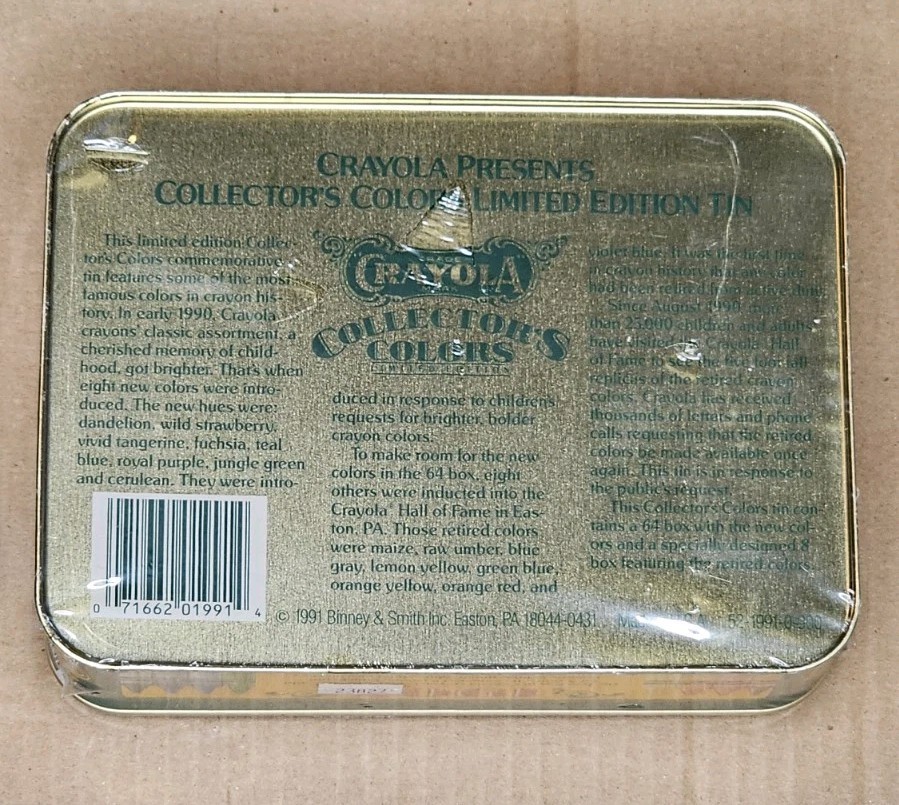 CRAYOLA PRESENTS
COLLECTOR'S COLORS LIMITED EDITION TIN
This limited edition Collec-
tor's Colors commemorative
tin features some of the most
famous colors in crayon his-
tory. In early 1990, Crayola
crayons' classic assortment, a
cherished memory of child-
hood, got brighter. That's when
eight new colors were intro-
duced. The new hues were:
dandelion, wild strawberry,
vivid tangerine, fuchsia, teal
blue, royal purple, jungle green
and cerulean. They were intro-
CRAYOLA
COLLECTOR'S
COLORS
LIMITED EDITION
duced in response to children's
requests for brighter, bolder
crayon colors.
To make room for the new
colors in the 64 box, eight
others were inducted into the
Crayola Hall of Fame in Eas-
ton, PA. Those retired colors
were maize, raw umber, blue
gray, lemon yellow, green blue,
orange yellow, orange red, and
violet blue. It was the first time
in crayon history that any color
had been retired from active duty.
Since August 1990, more
than 25,000 children and adults
have visited the Crayola Hall
of Fame to see the five foot tall
replicas of the retired crayon
colors. Crayola has received
thousands of letters and phone
calls requesting that the retired
colors be made available once
again. This tin is in response to
the public's request.
This Collector's Colors tin con-
tains a 64 box with the new col-
ors and a specially designed 8
box featuring the retired colors.
0 71662 01991 4
© 1991 Binney & Smith Inc. Easton, PA 18044-0431 52-1991-0-200